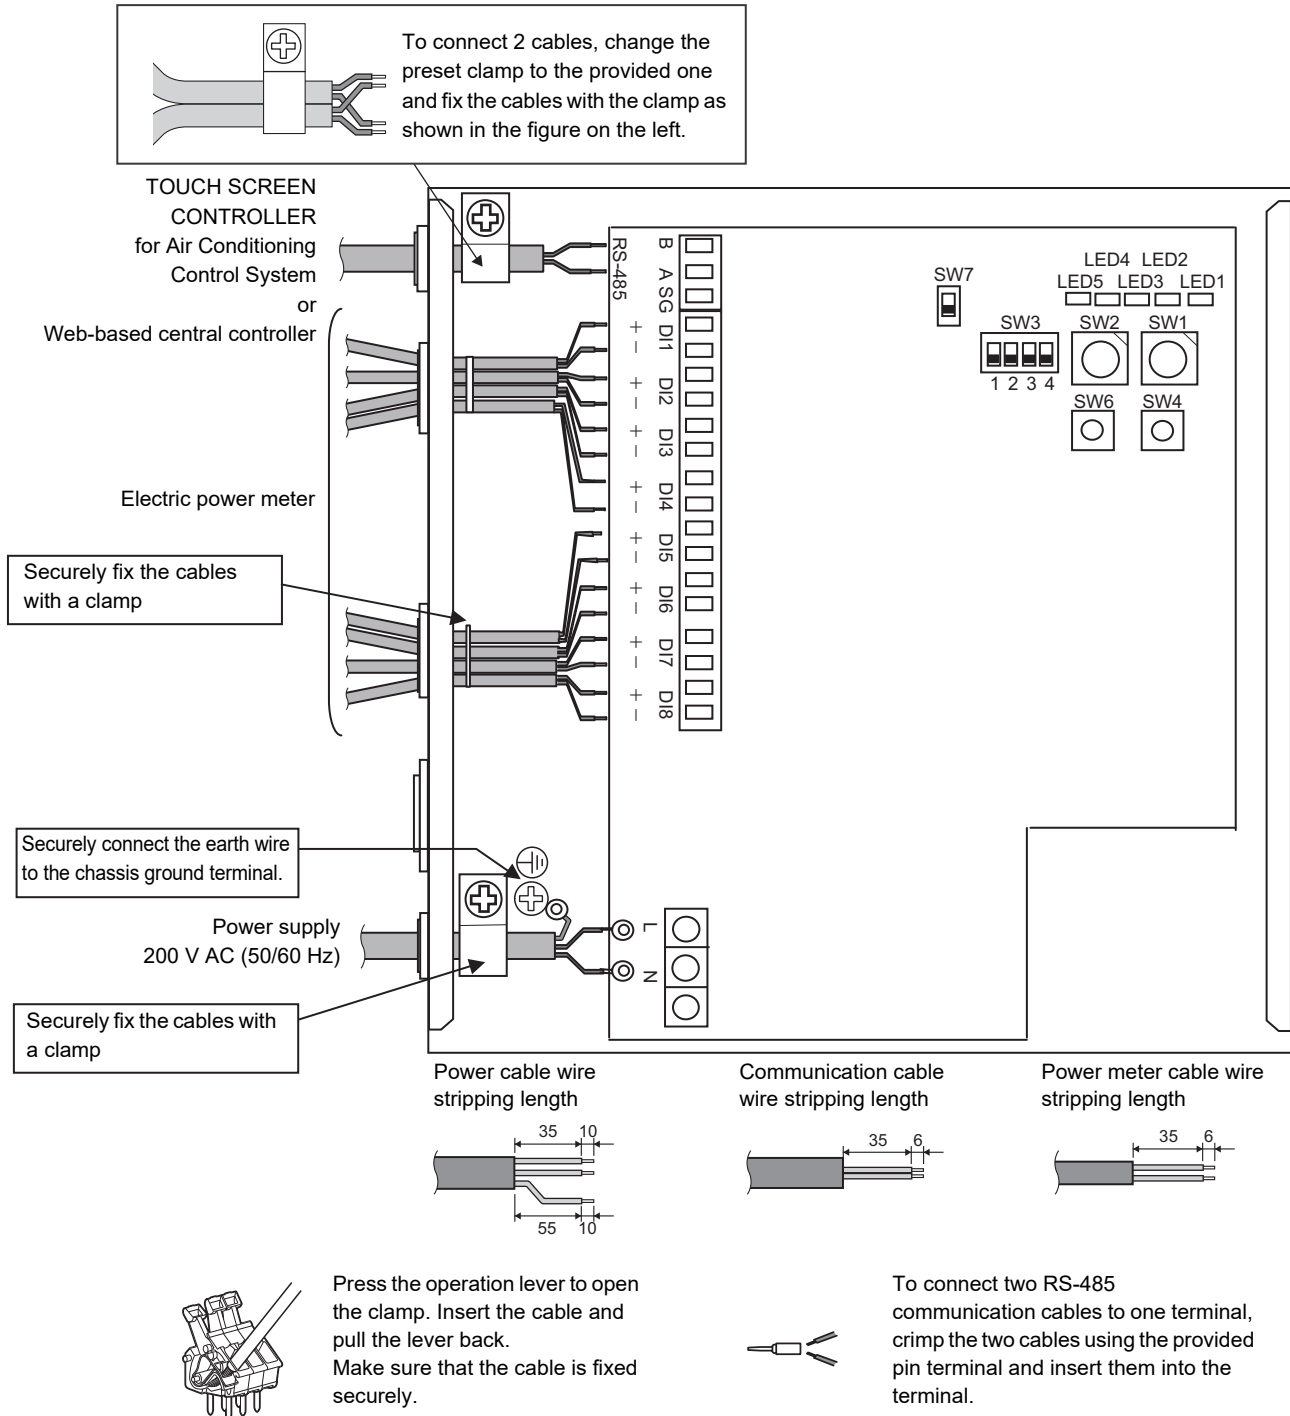 To connect 2 cables, change the
preset clamp to the provided one
and fix the cables with the clamp as
shown in the figure on the left.
TOUCH SCREEN
CONTROLLER
for Air Conditioning
Control System
or
Web-based central controller
RS-485
B
A
SG
+
–
DI1
+
–
DI2
+
–
DI3
+
–
DI4
+
–
DI5
+
–
DI6
+
–
DI7
+
–
DI8
SW7
LED4 LED2
LED5 LED3 LED1
SW3 SW2 SW1
1 2 3 4
SW6 SW4
Electric power meter
Securely fix the cables
with a clamp
Securely connect the earth wire
to the chassis ground terminal.
Power supply
200 V AC (50/60 Hz)
L
N
Securely fix the cables with
a clamp
Power cable wire
stripping length
35 10
55 10
Communication cable
wire stripping length
35 6
Power meter cable wire
stripping length
35 6
Press the operation lever to open
the clamp. Insert the cable and
pull the lever back.
Make sure that the cable is fixed
securely.
To connect two RS-485
communication cables to one terminal,
crimp the two cables using the provided
pin terminal and insert them into the
terminal.